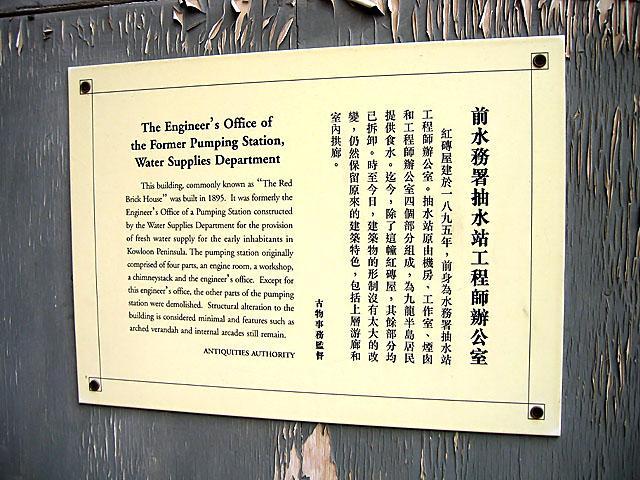 The Engineer's Office of
the Former Pumping Station,
Water Supplies Department
This building, commonly known as "The Red
Brick House" was built in 1895. It was formerly the
Engineer's Office of a Pumping Station constructed
by the Water Supplies Department for the provision
of fresh water supply for the early inhabitants in
Kowloon Peninsula. The pumping station originally
comprised of four parts, an engine room, a workshop,
a chimneystack and the engineer's office. Except for
this engineer's office, the other parts of the pumping
station were demolished. Structural alteration to the
building is considered minimal and features such as
arched verandah and internal arcades still remain.
ANTIQUITIES AUTHORITY
前水務署抽水站工程師辦公室
紅磚屋建於一八九五年，前身為水務署抽水站
工程師辦公室。抽水站原由機房、工作室、煙囱
和工程師辦公室四個部分組成，為九龍半島居民
提供食水。迄今，除了這幢紅磚屋，其餘部分均
已拆卸。時至今日，建築物的形制沒有太大的改
變，仍然保留原來的建築特色，包括上層游廊和
室內拱廊。
古物事務監督